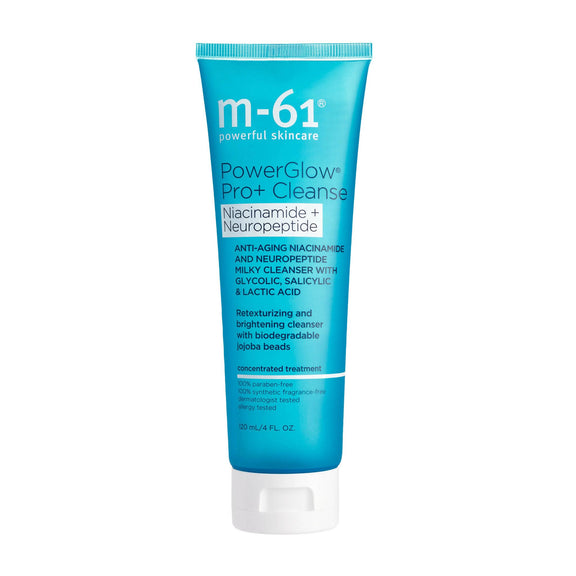 m-61®
powerful skincare
PowerGlow®
Pro+ Cleanse
Niacinamide +
Neuropeptide
ANTI-AGING NIACINAMIDE
AND NEUROPEPTIDE
MILKY CLEANSER WITH
GLYCOLIC, SALICYLIC
& LACTIC ACID
Retexturizing and
brightening cleanser
with biodegradable
jojoba beads
concentrated treatment
100% paraben-free
100% synthetic fragrance-free
dermatologist tested
allergy tested
120 mL/4 FL. OZ.